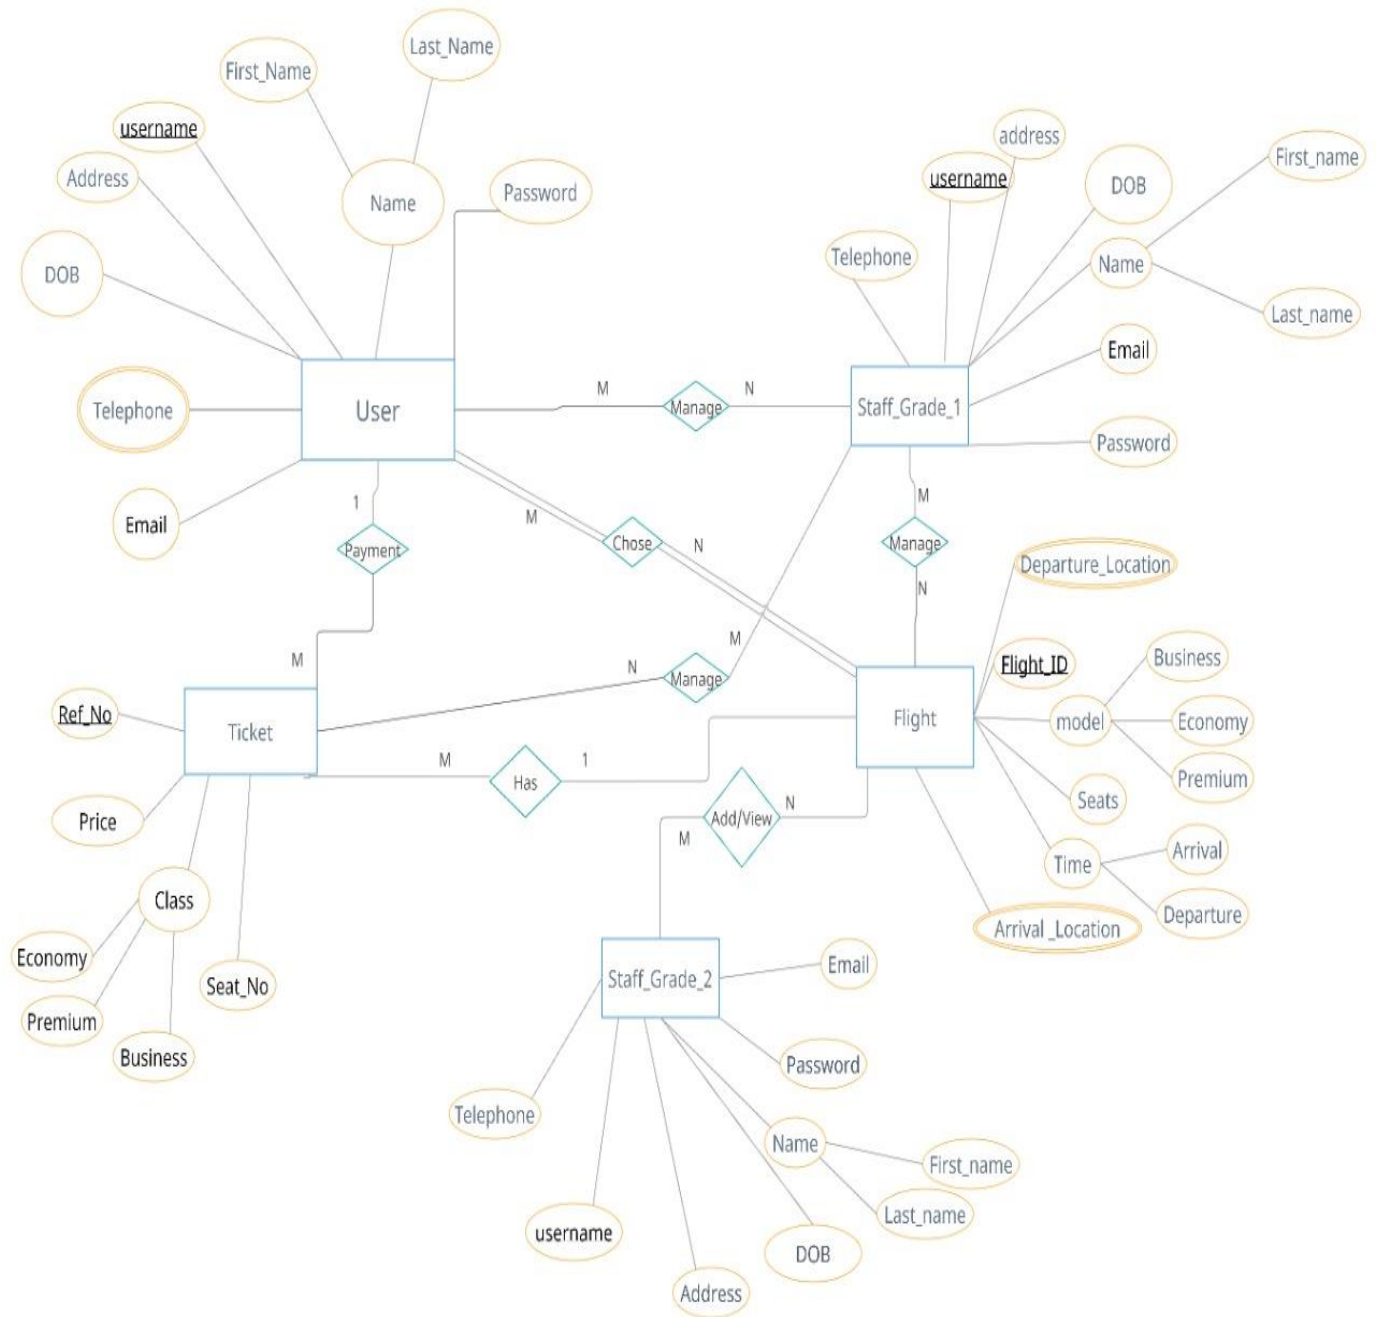 Last_Name
First_Name
username
Address
Name
Password
DOB
Telephone
User
Email
address
username
First_name
DOB
Telephone
Name
Last_name
Email
Staff_Grade_1
Password
M
Manage
N
1
Payment
M
M
Chose
N
M
Manage
N
M
N
Manage
Departure_Location
Flight_ID
Business
model
Economy
Premium
Flight
Seats
Time
Arrival
Departure
Arrival _Location
Ref_No
Ticket
Price
Class
Economy
Premium
Business
Seat_No
M
Has
1
Add/View
N
M
Staff_Grade_2
Email
Password
Telephone
Name
First_name
Last_name
username
DOB
Address